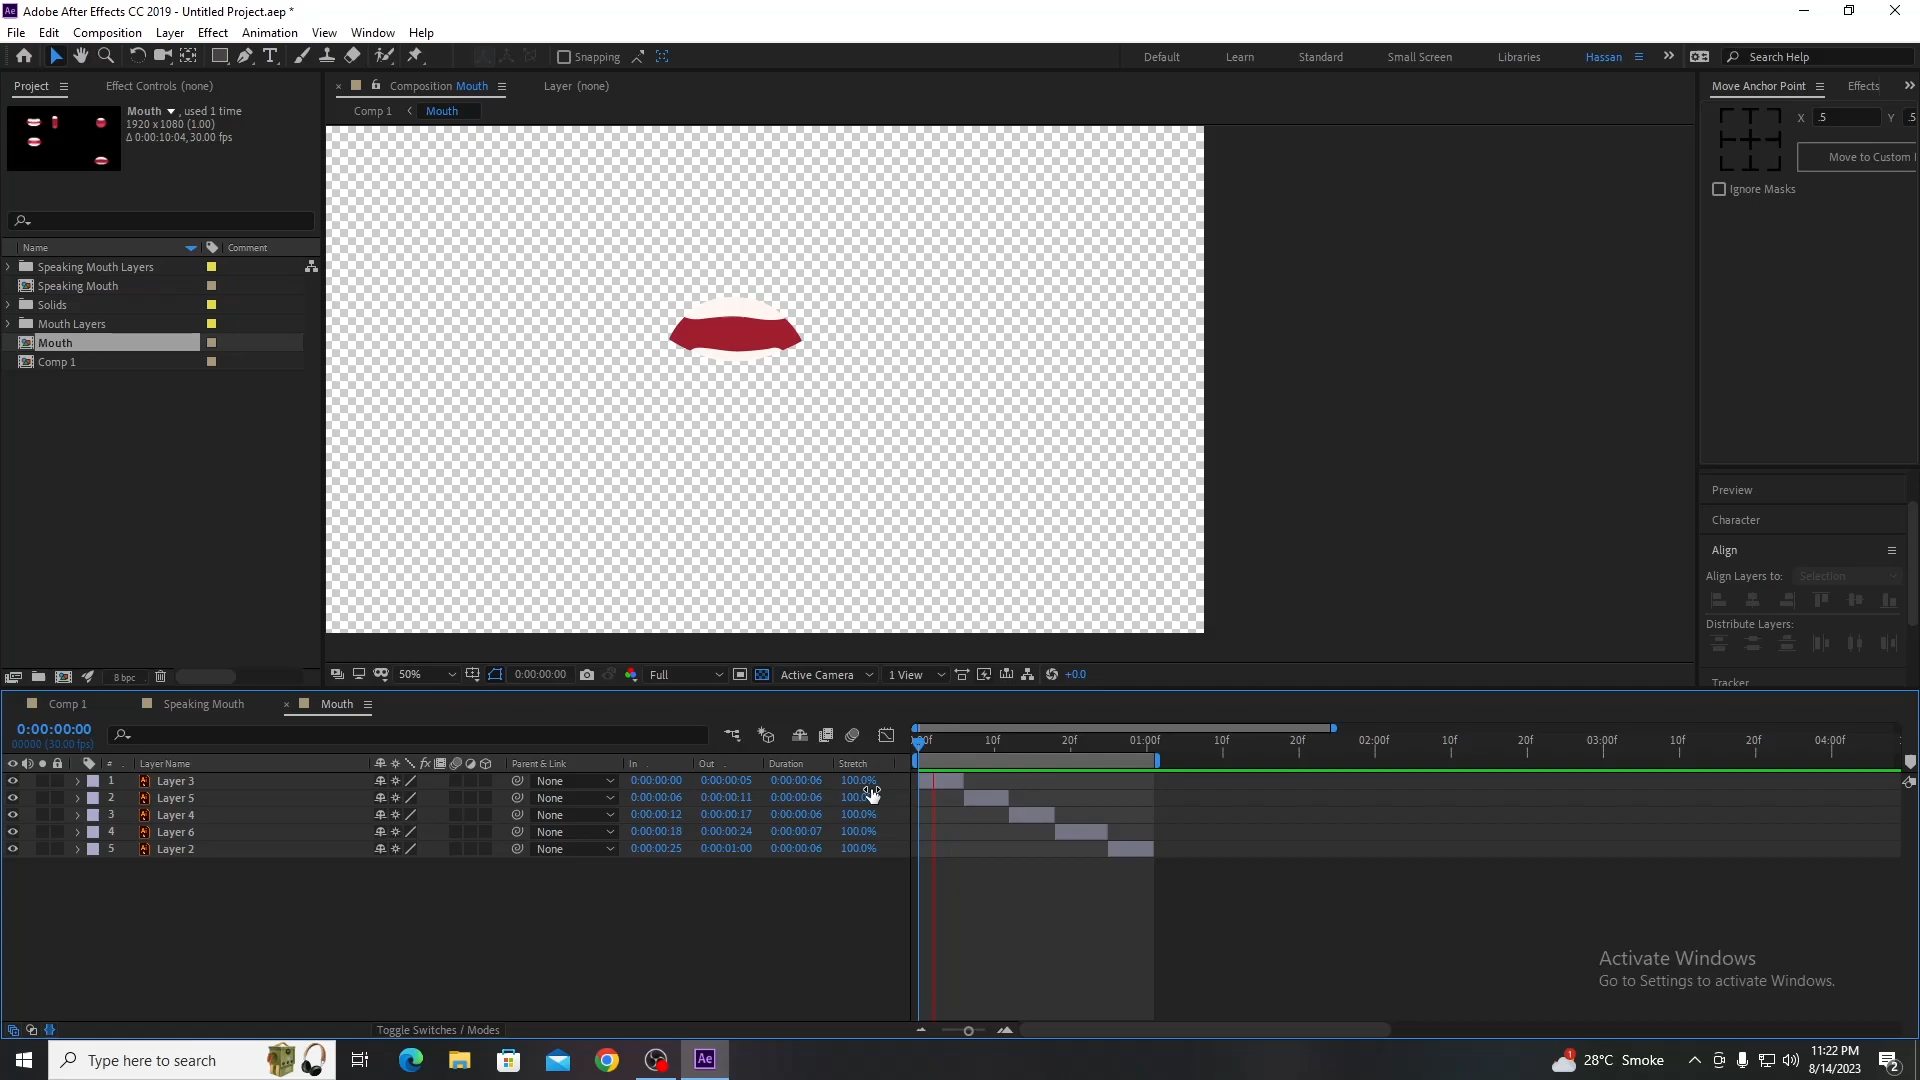 Ae Adobe After Effects CC 2019 - Untitled Project.aep *
File Edit Composition Layer Effect Animation View Window Help
Snapping Default Learn Standard Small Screen Libraries Hassan Search Help
Project Effect Controls (none) Composition Mouth Layer (none) Move Anchor Point Effects
Mouth , used 1 time
1920 x 1080 (1.00)
Δ 0:00:10:04, 30.00 fps
Comp 1 Mouth
X .5 Y .5
Move to Custom
Ignore Masks
Name Comment
Speaking Mouth Layers
Speaking Mouth
Solids
Mouth Layers
Mouth
Comp 1
Preview
Character
Align
Align Layers to: Selection
Distribute Layers:
Tracker
8 bpc 50% 0:00:00:00 Full Active Camera 1 View +0.0
Comp 1 Speaking Mouth Mouth
0:00:00:00
00000 (30.00 fps)
10f 20f 01:00f 10f 20f 02:00f 10f 20f 03:00f 10f 20f 04:00f
# Layer Name Parent & Link In Out Duration Stretch
1 Layer 3 None 0:00:00:00 0:00:00:05 0:00:00:06 100.0%
2 Layer 5 None 0:00:00:06 0:00:00:11 0:00:00:06
3 Layer 4 None 0:00:00:12 0:00:00:17 0:00:00:06 100.0%
4 Layer 6 None 0:00:00:18 0:00:00:24 0:00:00:07 100.0%
5 Layer 2 None 0:00:00:25 0:00:01:00 0:00:00:06 100.0%
Activate Windows
Go to Settings to activate Windows.
Toggle Switches / Modes
Type here to search Ae 1 28°C Smoke 11:22 PM
8/14/2023 2